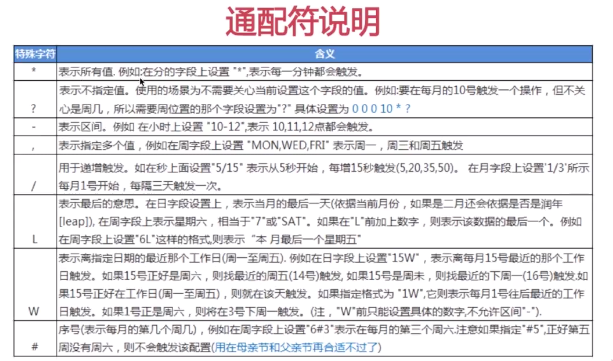 通配符说明
特殊字符 含义
* 表示所有值. 例如:在分的字段上设置 "*",表示每一分钟都会触发。
表示不指定值。使用的场景为不需要关心当前设置这个字段的值。例如:要在每月的10号触发一个操作，但不关
? 心是周几，所以需要周位置的那个字段设置为"?" 具体设置为 0 0 0 10 * ?
- 表示区间。例如 在小时上设置 "10-12",表示 10,11,12点都会触发。
, 表示指定多个值，例如在周字段上设置 "MON,WED,FRI" 表示周一，周三和周五触发
用于递增触发。如在秒上面设置"5/15" 表示从5秒开始，每增15秒触发(5,20,35,50)。 在月字段上设置'1/3'所示
/ 每月1号开始，每隔三天触发一次。
表示最后的意思。在日字段设置上，表示当月的最后一天(依据当前月份，如果是二月还会依据是否是润年
[leap]), 在周字段上表示星期六，相当于"7"或"SAT"。如果在"L"前加上数字，则表示该数据的最后一个。例如
L 在周字段上设置"6L"这样的格式,则表示“本 月最后一个星期五"
表示离指定日期的最近那个工作日(周一至周五). 例如在日字段上设置"15W"，表示离每月15号最近的那个工作
日触发。如果15号正好是周六，则找最近的周五(14号)触发, 如果15号是周未，则找最近的下周一(16号)触发.如
果15号正好在工作日(周一至周五)，则就在该天触发。如果指定格式为 "1W",它则表示每月1号往后最近的工作
日触发。如果1号正是周六，则将在3号下周一触发。(注，"W"前只能设置具体的数字,不允许区间"-").
W
序号(表示每月的第几个周几)，例如在周字段上设置"6#3"表示在每月的第三个周六.注意如果指定"#5",正好第五
# 周没有周六，则不会触发该配置(用在母亲节和父亲节再合适不过了)